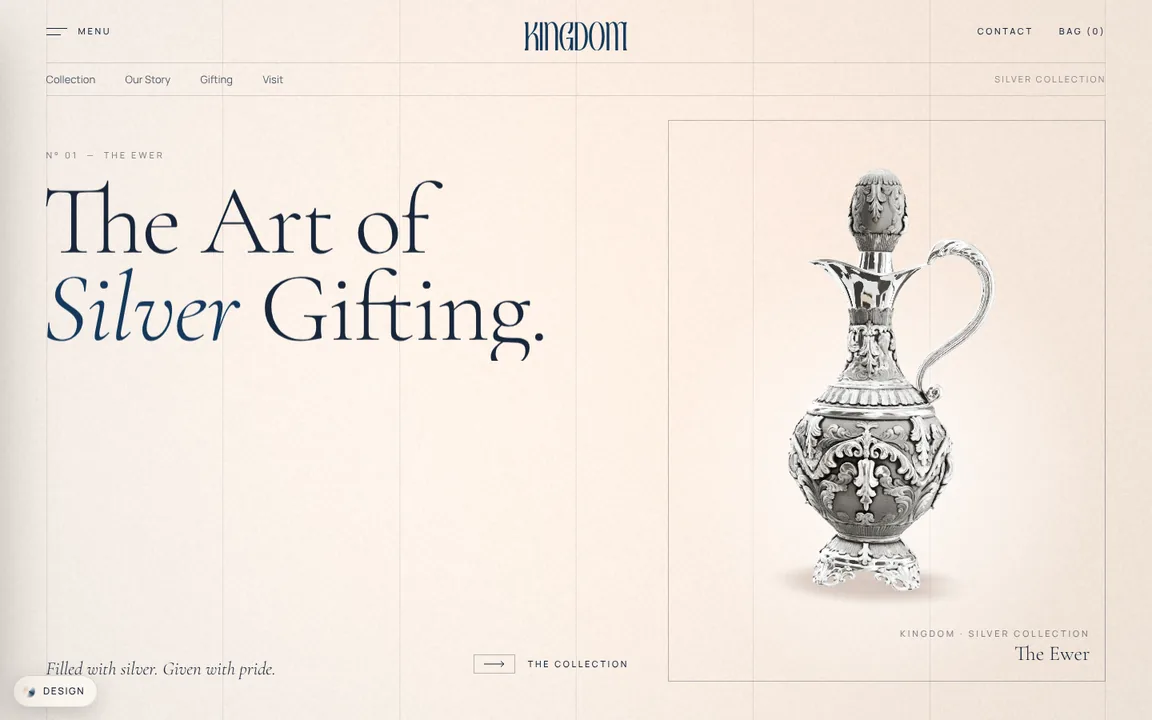 MENU
KINGDOM
CONTACT
BAG (0)
Collection
Our Story
Gifting
Visit
SILVER COLLECTION
Nº 01 — THE EWER
The Art of
Silver Gifting.
KINGDOM · SILVER COLLECTION
The Ewer
Filled with silver. Given with pride.
THE COLLECTION
DESIGN